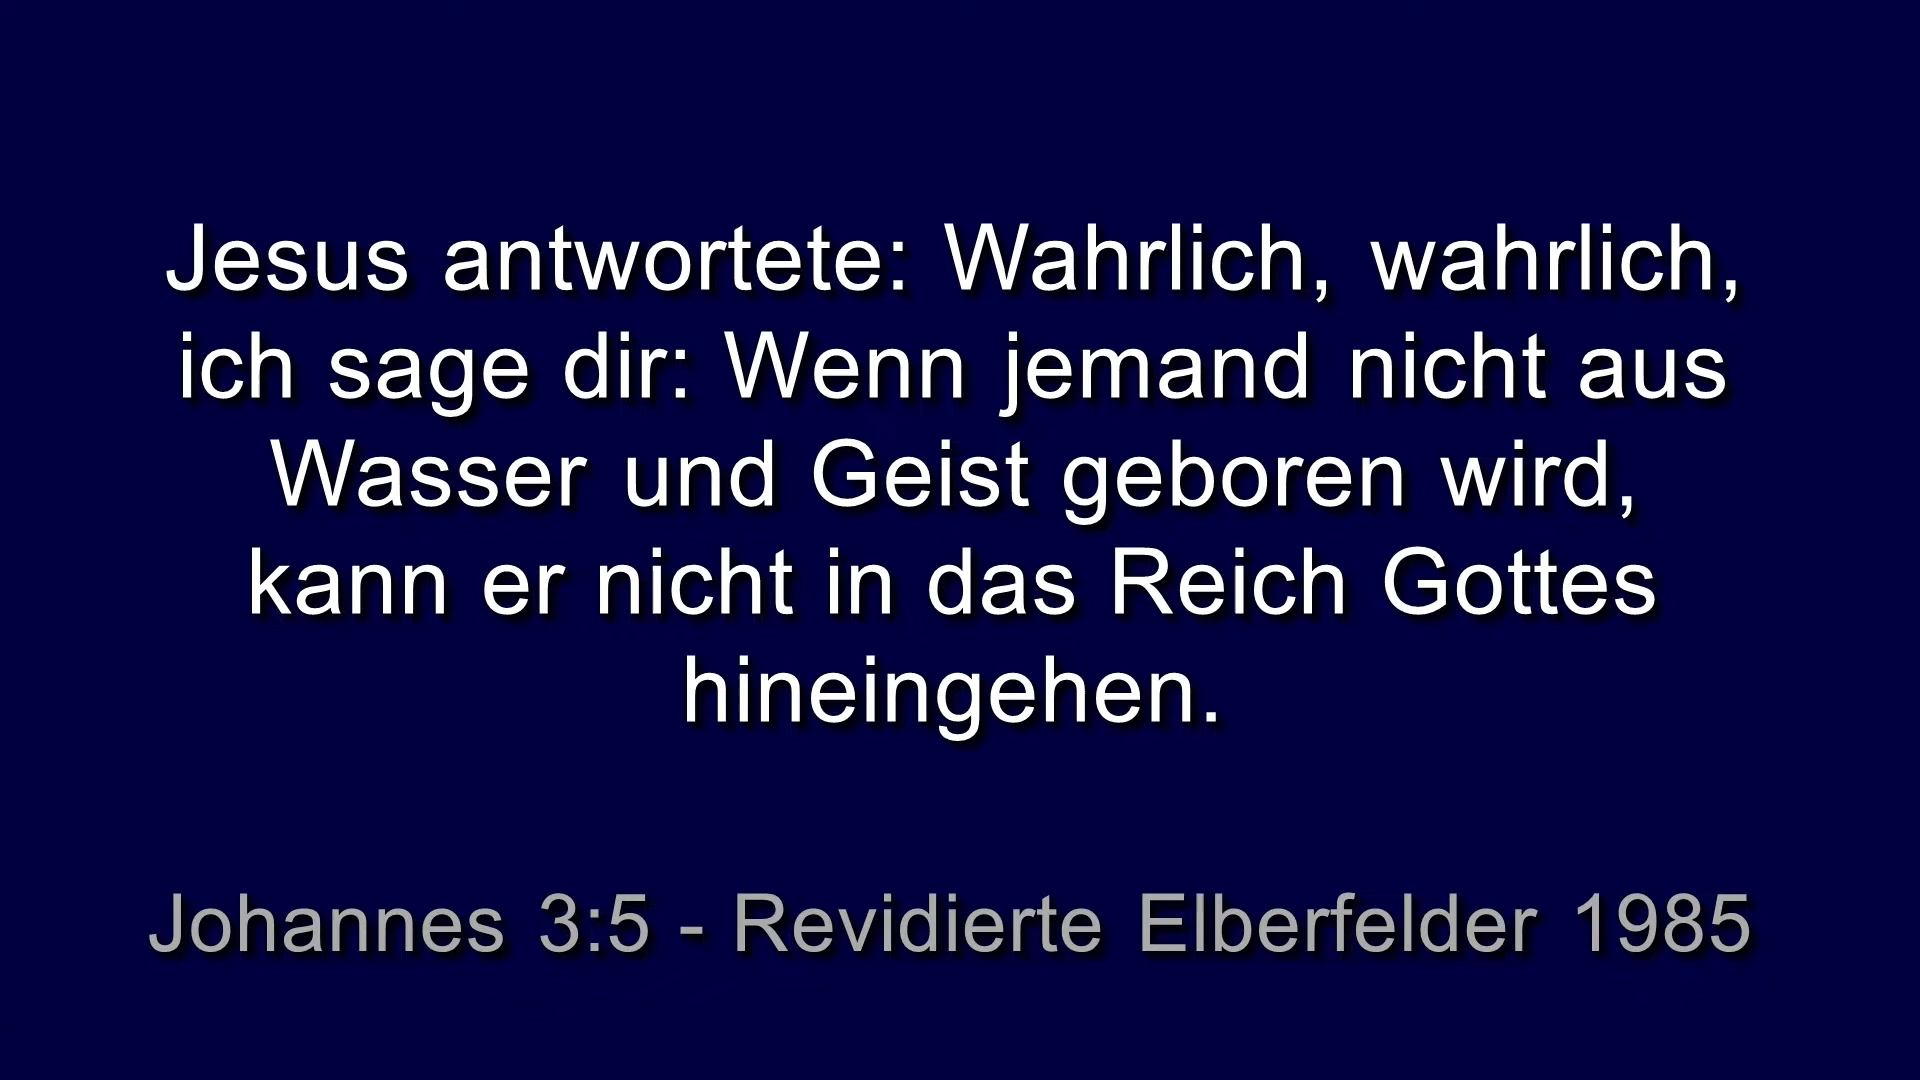 Jesus antwortete: Wahrlich, wahrlich,
ich sage dir: Wenn jemand nicht aus
Wasser und Geist geboren wird,
kann er nicht in das Reich Gottes
hineingehen.
Johannes 3:5 - Revidierte Elberfelder 1985